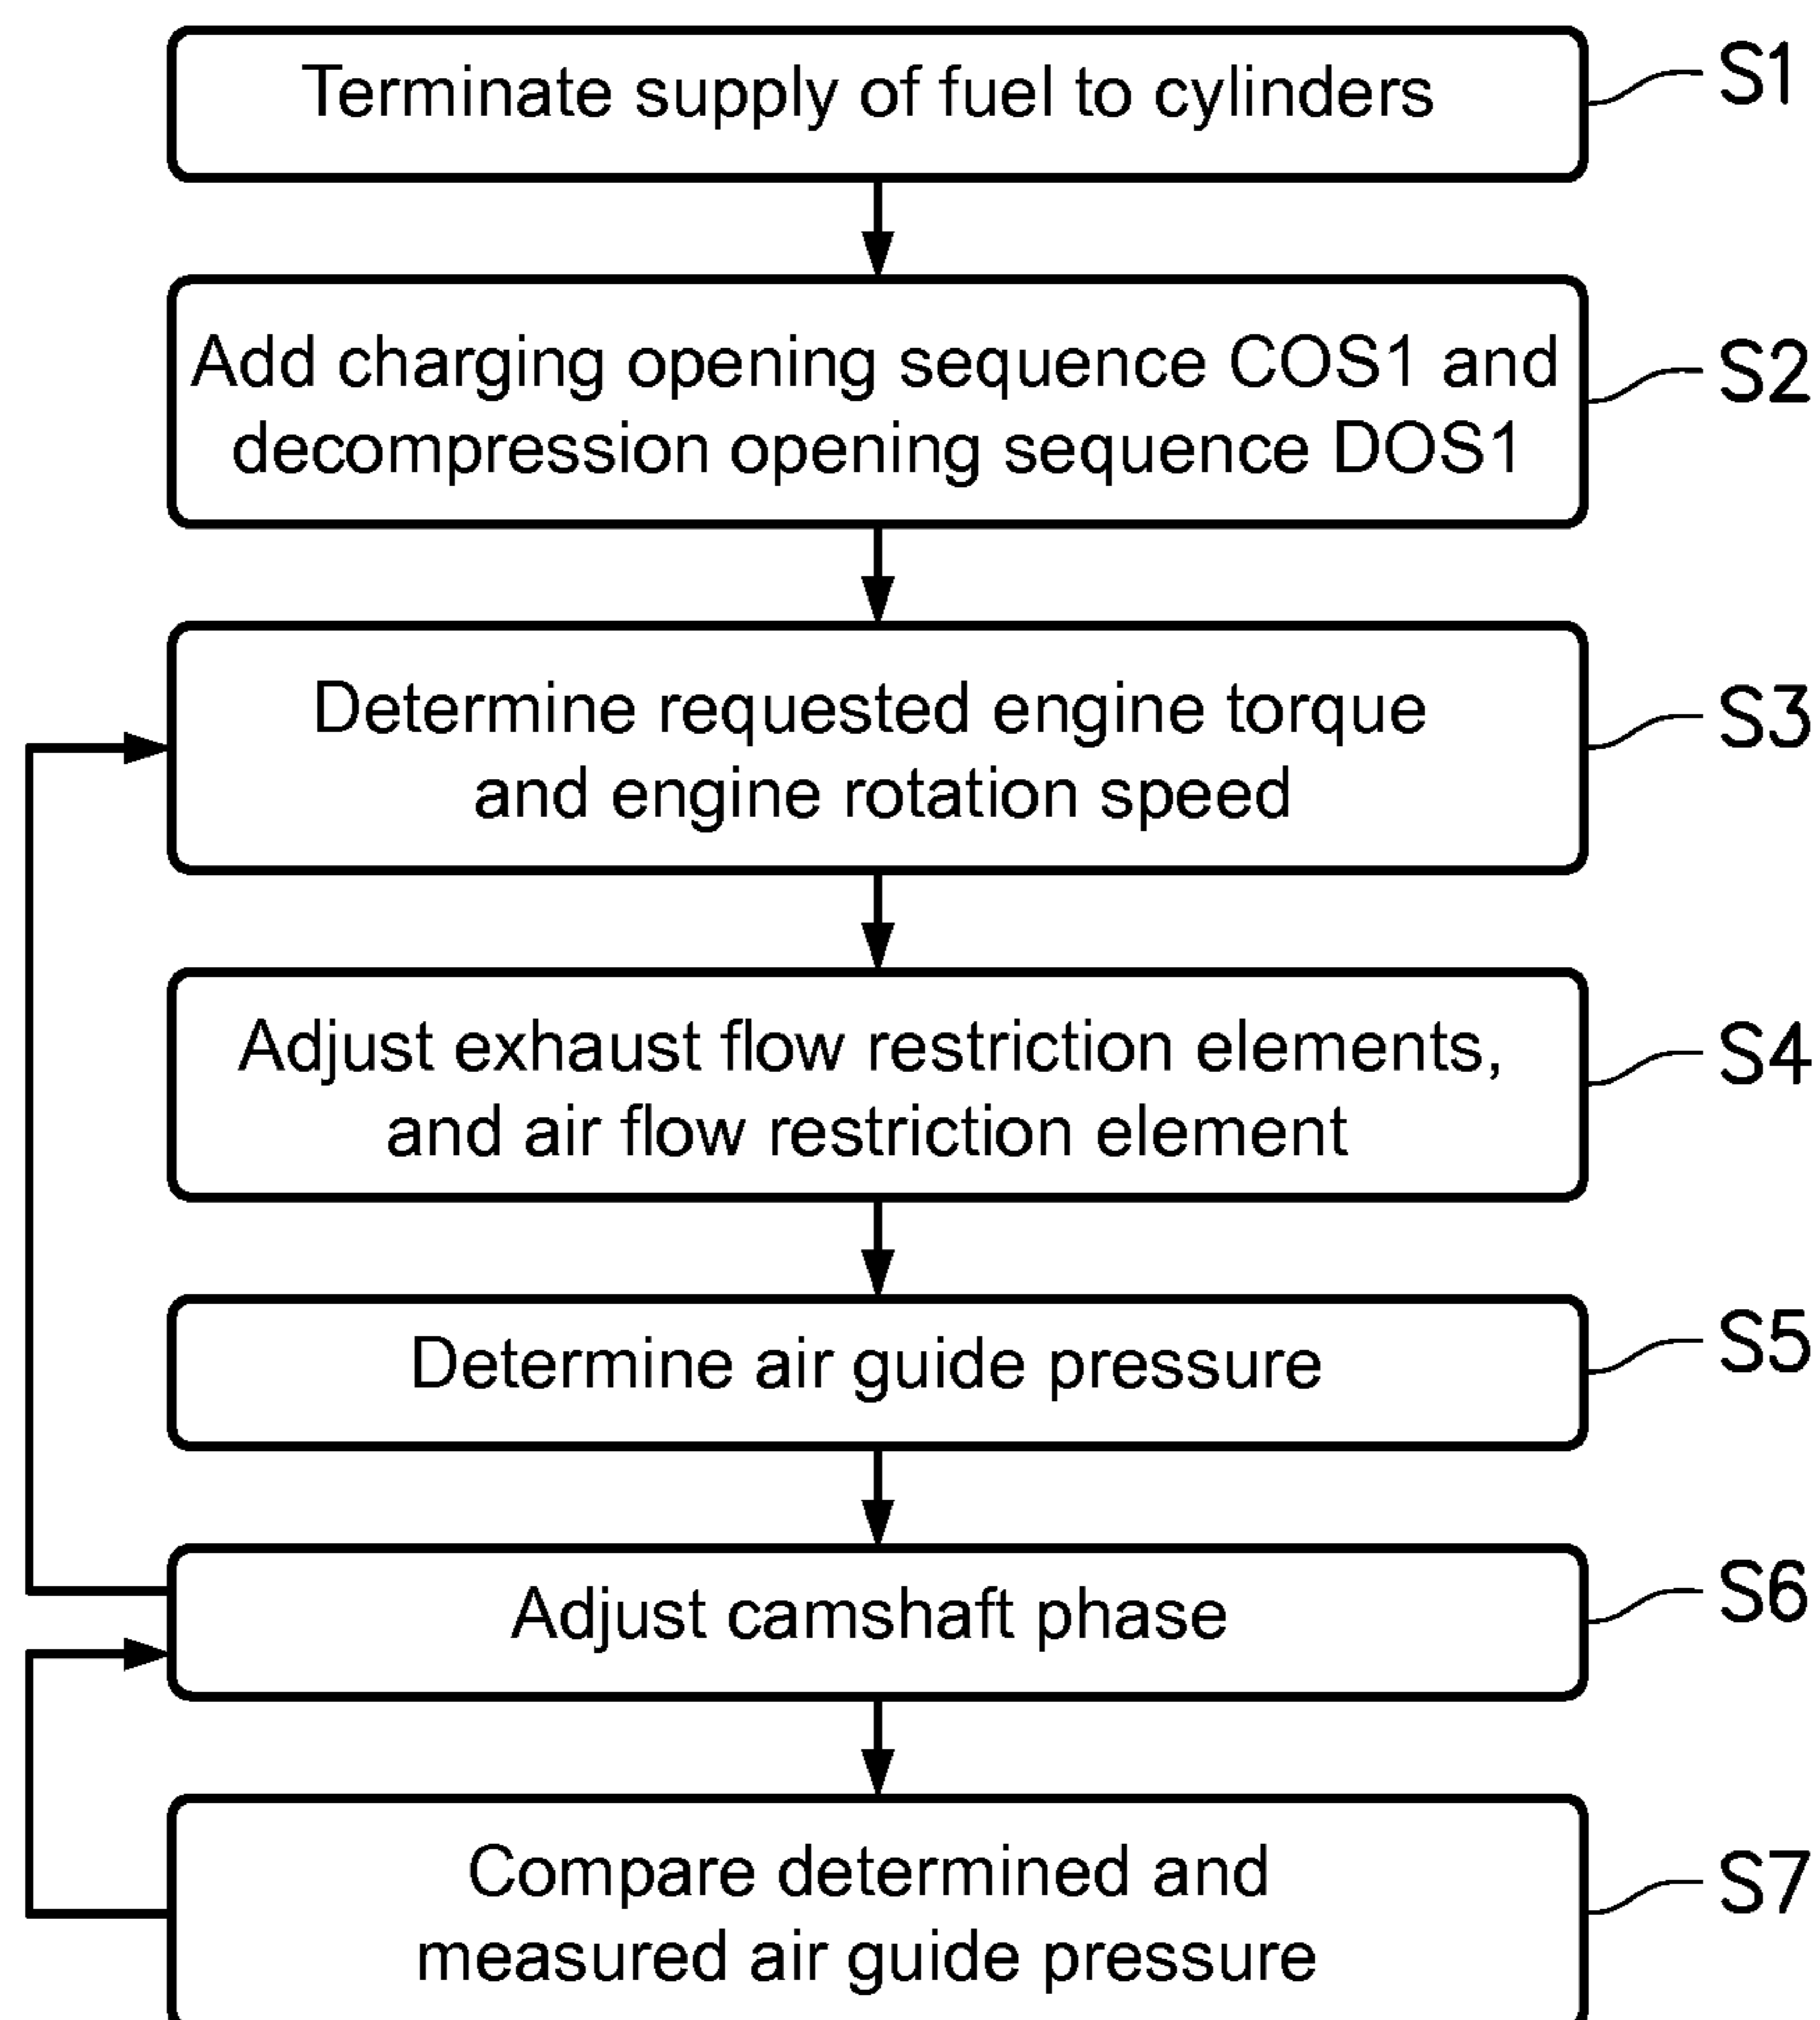 Terminate supply of fuel to cylinders
S1
Add charging opening sequence COS1 and
decompression opening sequence DOS1
S2
Determine requested engine torque
and engine rotation speed
S3
Adjust exhaust flow restriction elements,
and air flow restriction element
S4
Determine air guide pressure
S5
Adjust camshaft phase
S6
Compare determined and
measured air guide pressure
S7